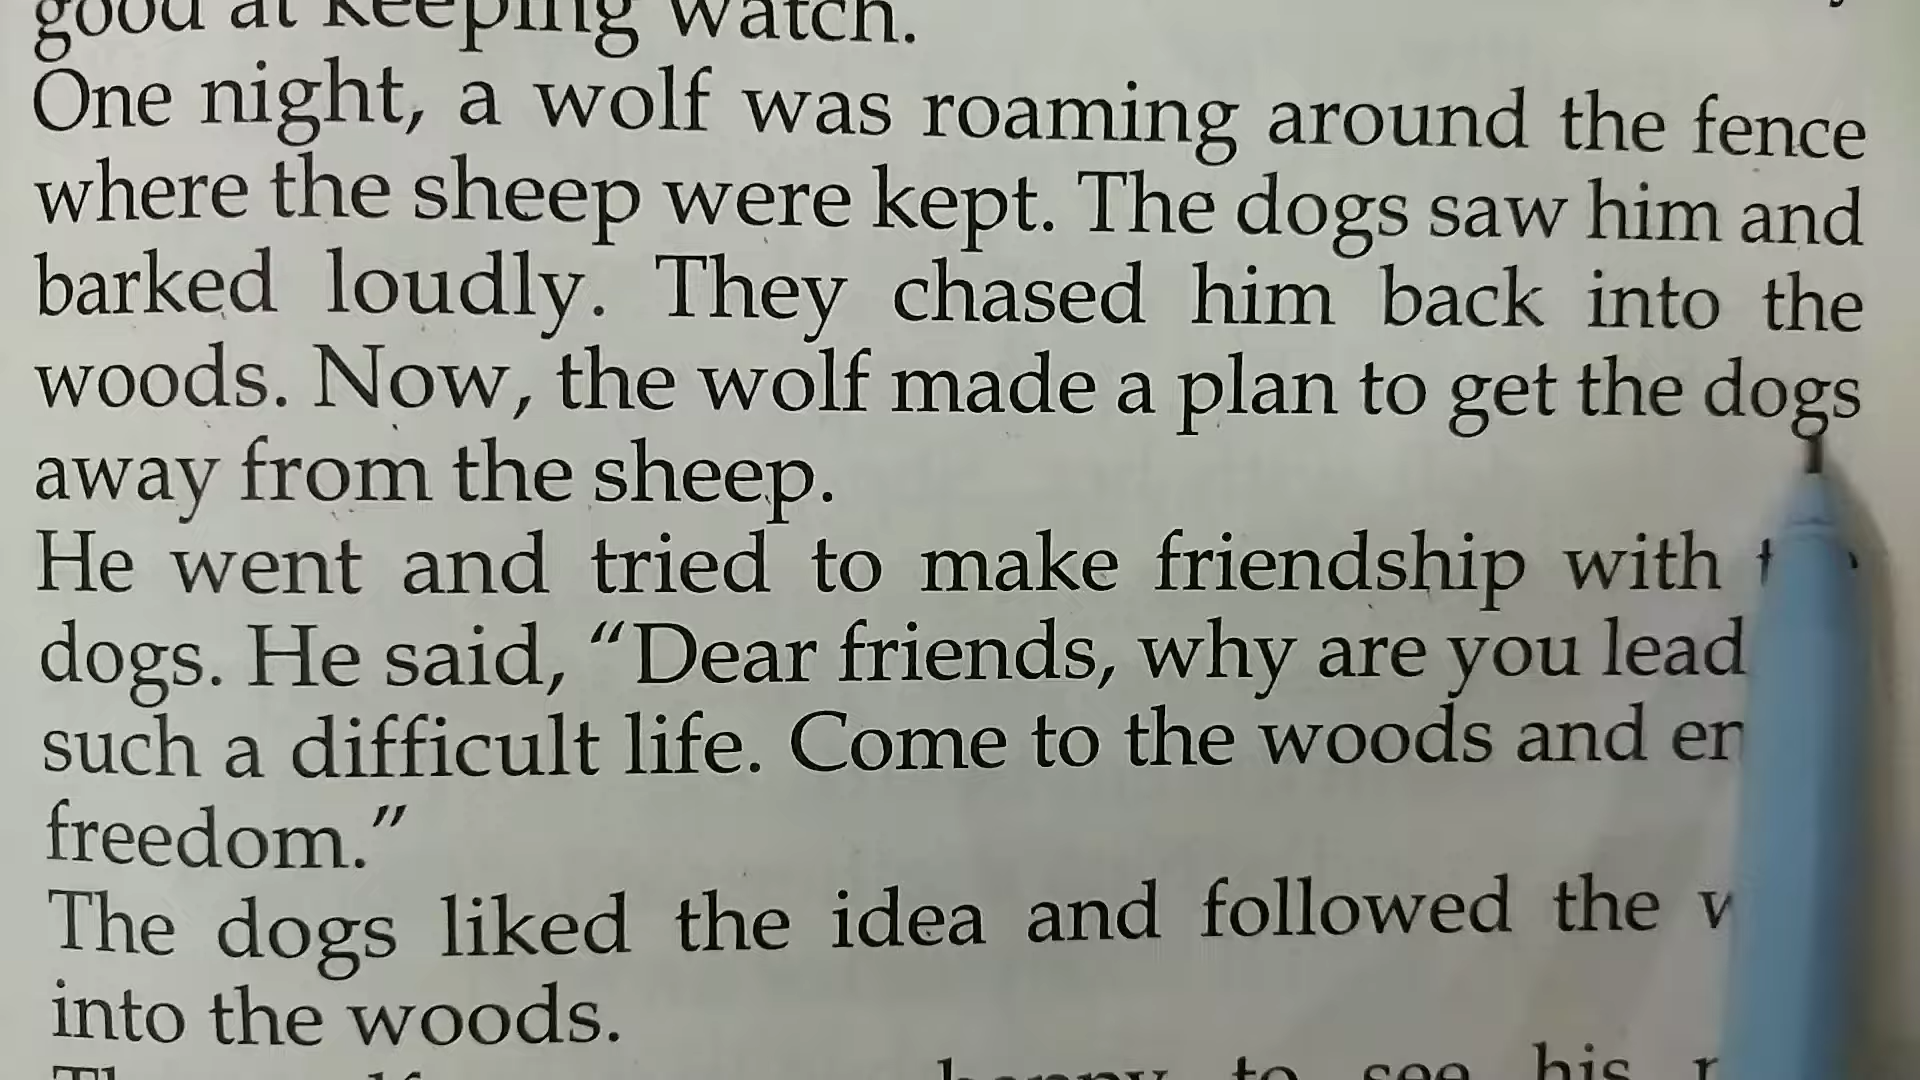 good at keeping watch.
One night, a wolf was roaming around the fence
where the sheep were kept. The dogs saw him and
barked loudly. They chased him back into the
woods. Now, the wolf made a plan to get the dogs
away from the sheep.
He went and tried to make friendship with
dogs. He said, “Dear friends, why are you lead
such a difficult life. Come to the woods and
freedom.”
The dogs liked the idea and followed the
into the woods.
happy to see his